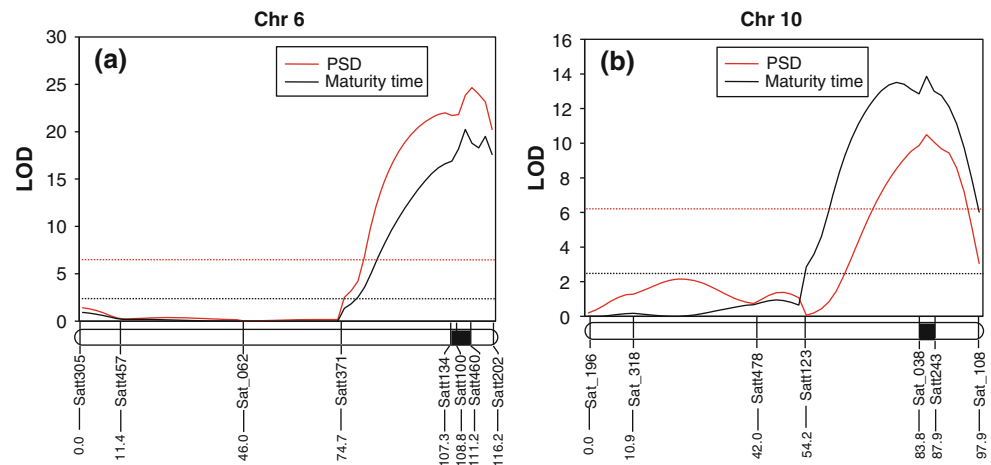 Chr 6
(a)
PSD
Maturity time
LOD
30
25
20
15
10
5
0
Satt305
Satt457
Sat_062
Satt371
Satt134
Satt100
Satt460
Satt202
0.0
11.4
46.0
74.7
107.3
108.8
111.2
116.2
Chr 10
(b)
PSD
Maturity time
LOD
16
14
12
10
8
6
4
2
0
Sat_196
Sat_318
Satt478
Satt123
Sat_038
Satt243
Sat_108
0.0
10.9
42.0
54.2
83.8
87.9
97.9